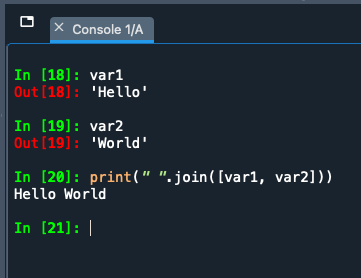 Console 1/A
In [18]: var1
Out[18]: 'Hello'
In [19]: var2
Out[19]: 'World'
In [20]: print(“ ”.join([var1, var2]))
Hello World
In [21]: